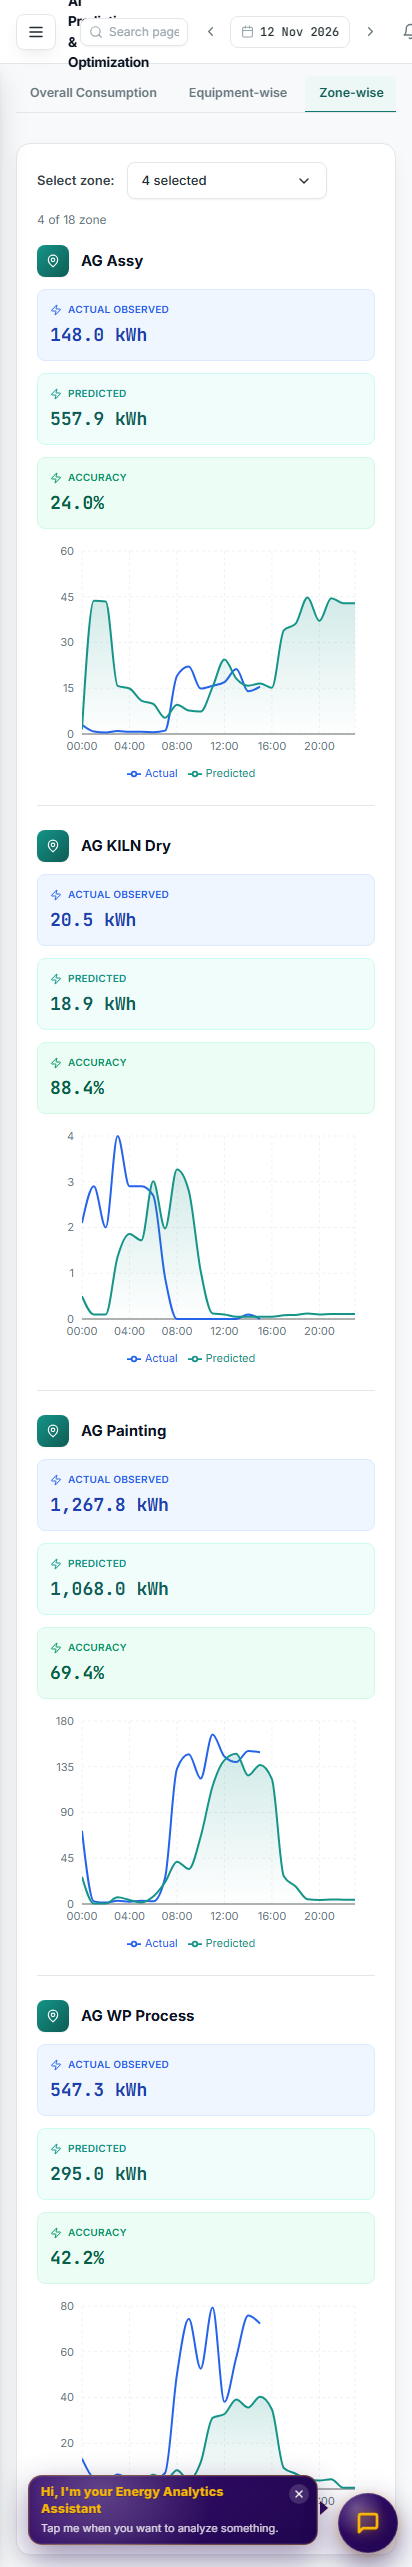 AI
&
Optimization
Search page
12 Nov 2026
Overall Consumption
Equipment-wise
Zone-wise
Select zone:
4 selected
4 of 18 zone
AG Assy
ACTUAL OBSERVED
148.0 kWh
PREDICTED
557.9 kWh
ACCURACY
24.0%
60
45
30
15
0
00:00 04:00 08:00 12:00 16:00 20:00
Actual Predicted
AG KILN Dry
ACTUAL OBSERVED
20.5 kWh
PREDICTED
18.9 kWh
ACCURACY
88.4%
4
3
2
1
0
00:00 04:00 08:00 12:00 16:00 20:00
Actual Predicted
AG Painting
ACTUAL OBSERVED
1,267.8 kWh
PREDICTED
1,068.0 kWh
ACCURACY
69.4%
180
135
90
45
0
00:00 04:00 08:00 12:00 16:00 20:00
Actual Predicted
AG WP Process
ACTUAL OBSERVED
547.3 kWh
PREDICTED
295.0 kWh
ACCURACY
42.2%
80
60
40
20
Hi, I'm your Energy Analytics
Assistant
Tap me when you want to analyze something.